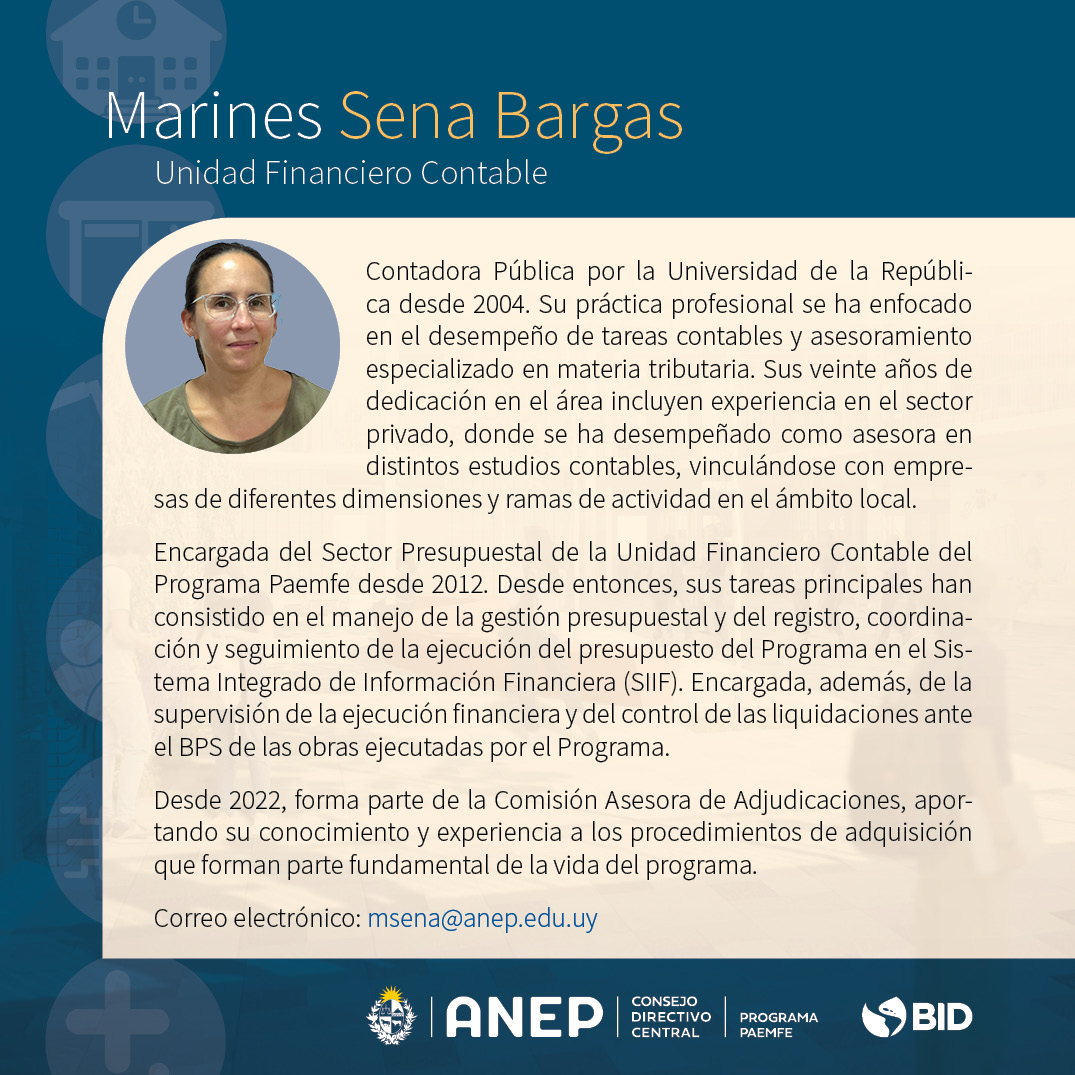 Marines Sena Bargas
Unidad Financiero Contable
Contadora Pública por la Universidad de la Repúbli-
ca desde 2004. Su práctica profesional se ha enfocado
en el desempeño de tareas contables y asesoramiento
especializado en materia tributaria. Sus veinte años de
dedicación en el área incluyen experiencia en el sector
privado, donde se ha desempeñado como asesora en
distintos estudios contables, vinculándose con empre-
sas de diferentes dimensiones y ramas de actividad en el ámbito local.
Encargada del Sector Presupuestal de la Unidad Financiero Contable del
Programa Paemfe desde 2012. Desde entonces, sus tareas principales han
consistido en el manejo de la gestión presupuestal y del registro, coordina-
ción y seguimiento de la ejecución del presupuesto del Programa en el Sis-
tema Integrado de Información Financiera (SIIF). Encargada, además, de la
supervisión de la ejecución financiera y del control de las liquidaciones ante
el BPS de las obras ejecutadas por el Programa.
Desde 2022, forma parte de la Comisión Asesora de Adjudicaciones, apor-
tando su conocimiento y experiencia a los procedimientos de adquisición
que forman parte fundamental de la vida del programa.
Correo electrónico: msena@anep.edu.uy
ANEP
CONSEJO
DIRECTIVO
CENTRAL
PROGRAMA
PAEMFE
BID